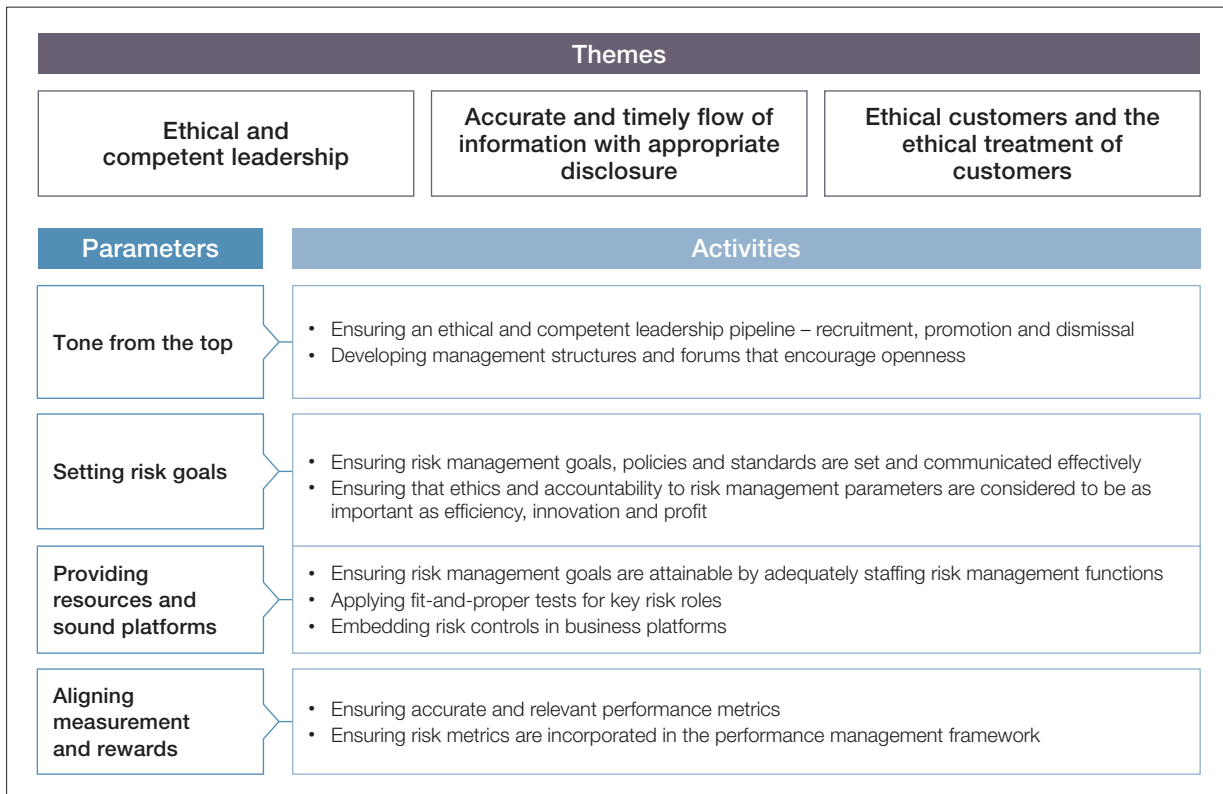 Themes
Ethical and
competent leadership
Accurate and timely flow of
information with appropriate
disclosure
Ethical customers and the
ethical treatment of
customers
Parameters
Activities
Tone from the top
• Ensuring an ethical and competent leadership pipeline – recruitment, promotion and dismissal
• Developing management structures and forums that encourage openness
Setting risk goals
• Ensuring risk management goals, policies and standards are set and communicated effectively
• Ensuring that ethics and accountability to risk management parameters are considered to be as
important as efficiency, innovation and profit
Providing
resources and
sound platforms
• Ensuring risk management goals are attainable by adequately staffing risk management functions
• Applying fit-and-proper tests for key risk roles
• Embedding risk controls in business platforms
Aligning
measurement
and rewards
• Ensuring accurate and relevant performance metrics
• Ensuring risk metrics are incorporated in the performance management framework